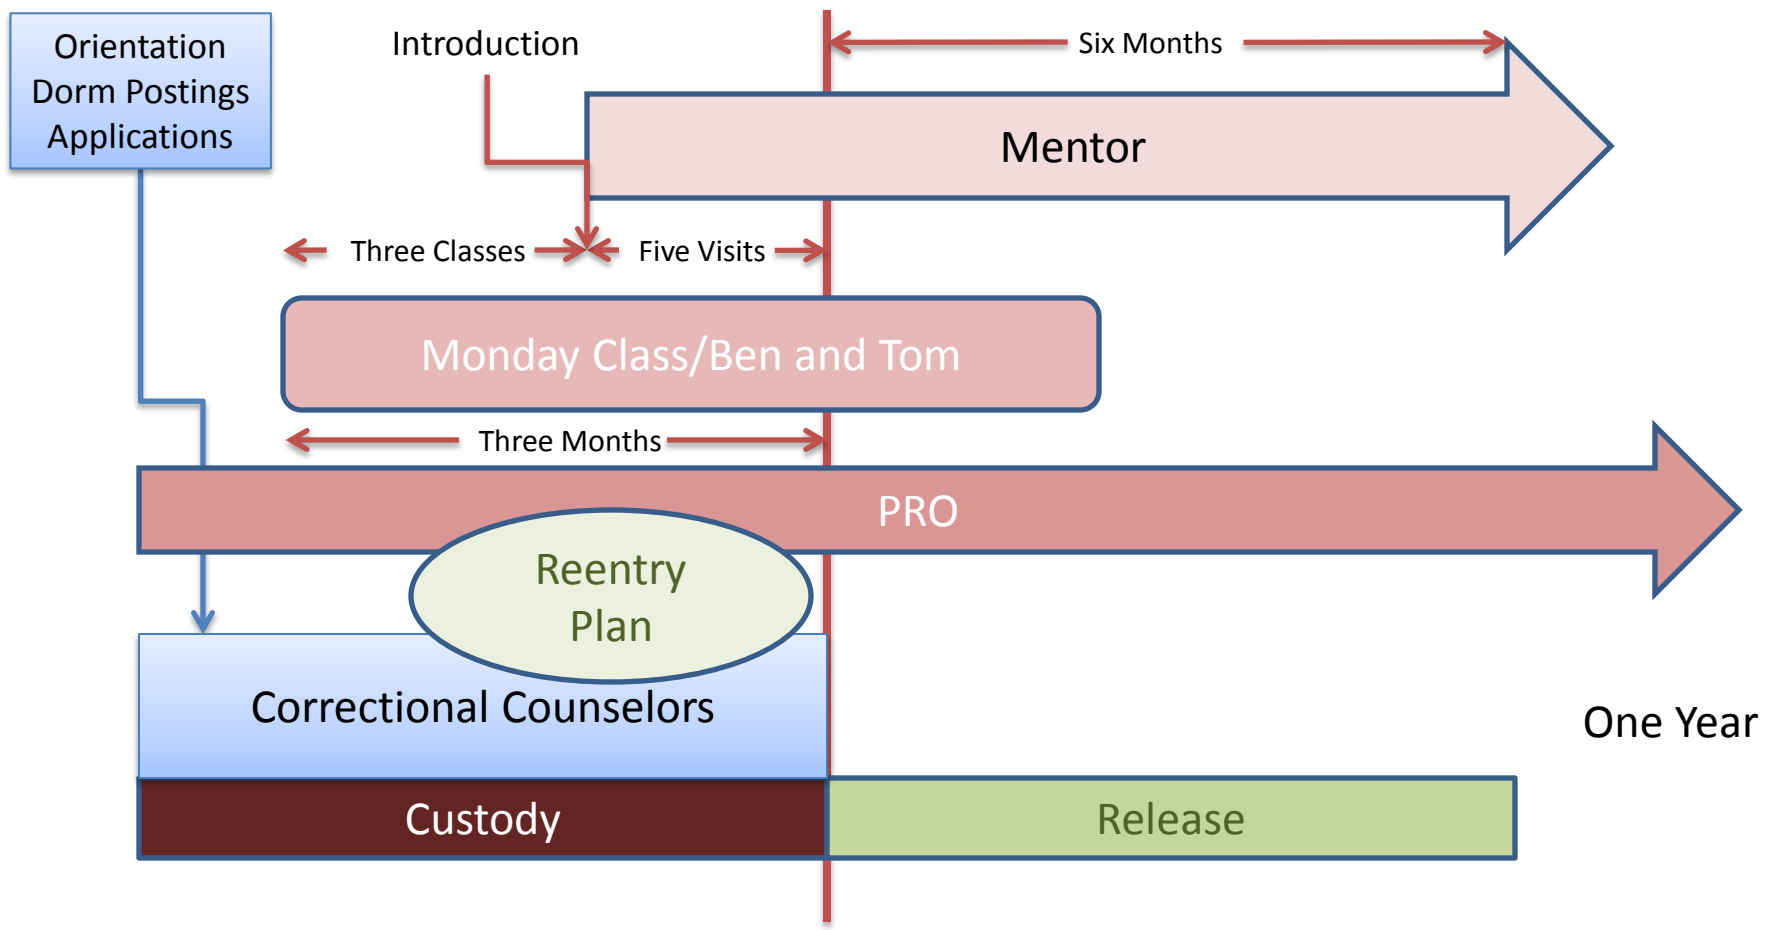 Orientation
Dorm Postings
Applications
Introduction
Six Months
Mentor
Three Classes
Five Visits
Monday Class/Ben and Tom
Three Months
PRO
Reentry
Plan
Correctional Counselors
One Year
Custody
Release